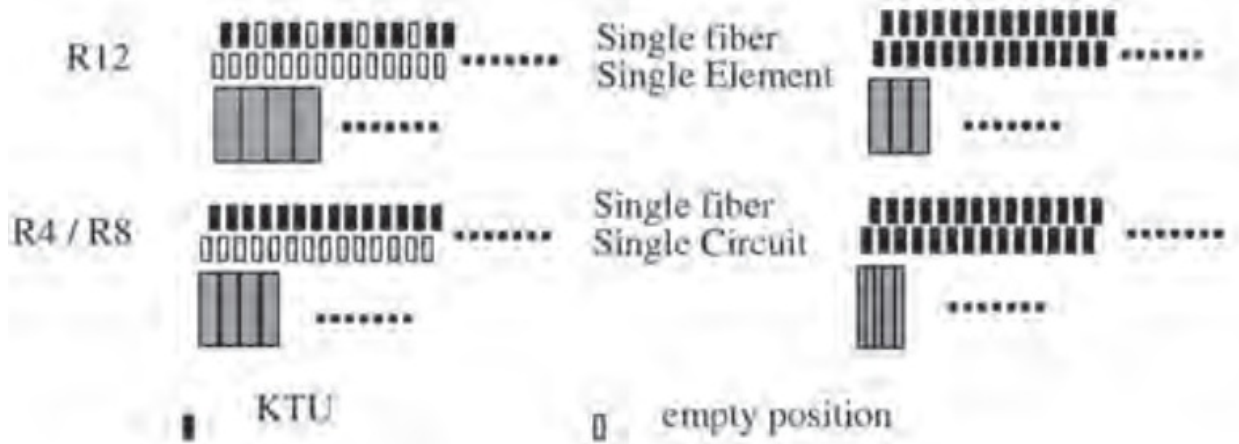 R12
Single fiber
Single Element
R4 / R8
Single fiber
Single Circuit
KTU
empty position